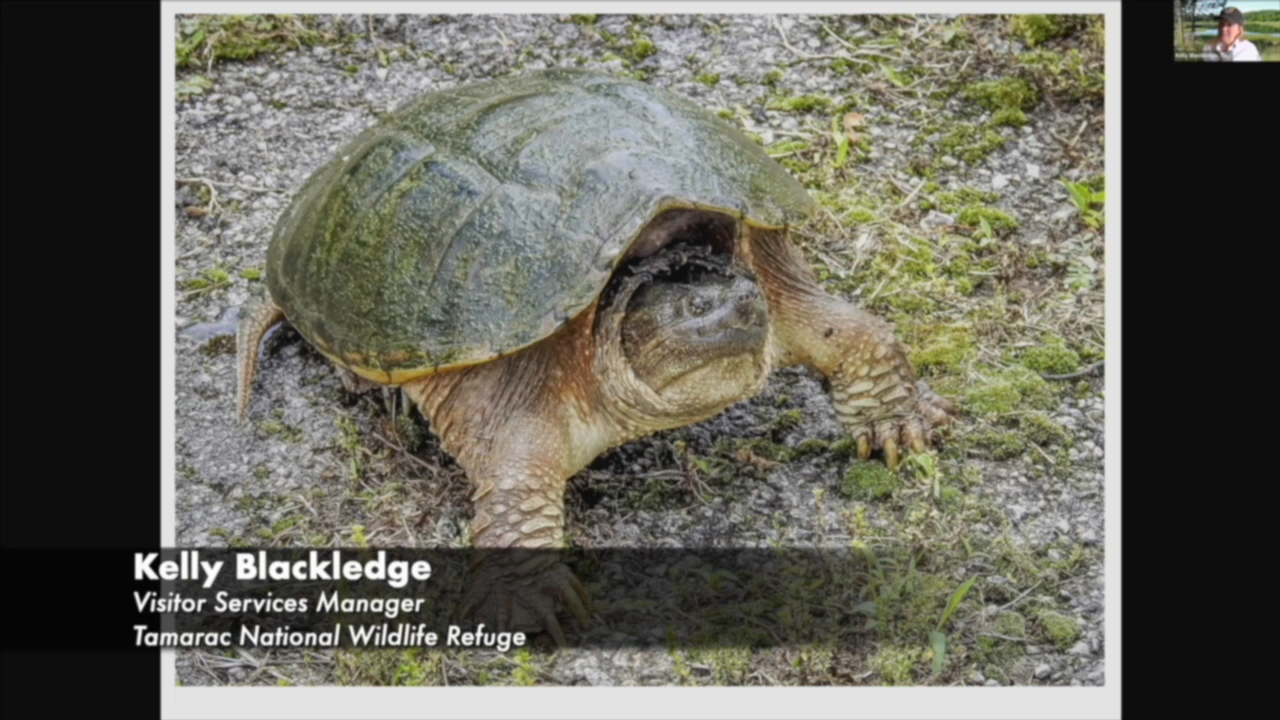 Kelly Blackledge
Visitor Services Manager
Tamarac National Wildlife Refuge